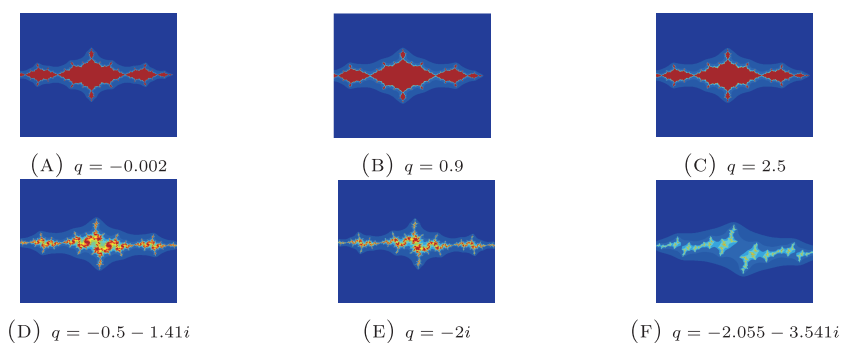 (A) q = −0.002
(B) q = 0.9
(C) q = 2.5
(D) q = −0.5 − 1.41i
(E) q = −2i
(F) q = −2.055 − 3.541i